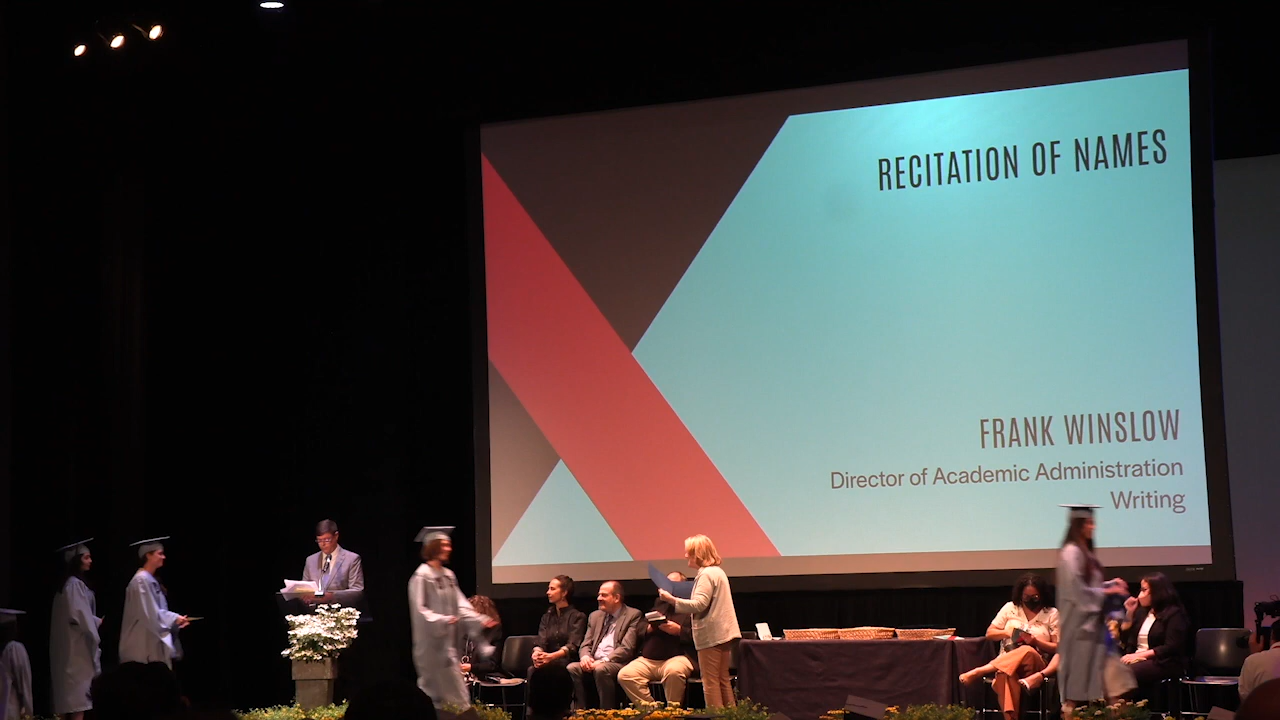 RECITATION OF NAMES
FRANK WINSLOW
Director of Academic Administration
Writing